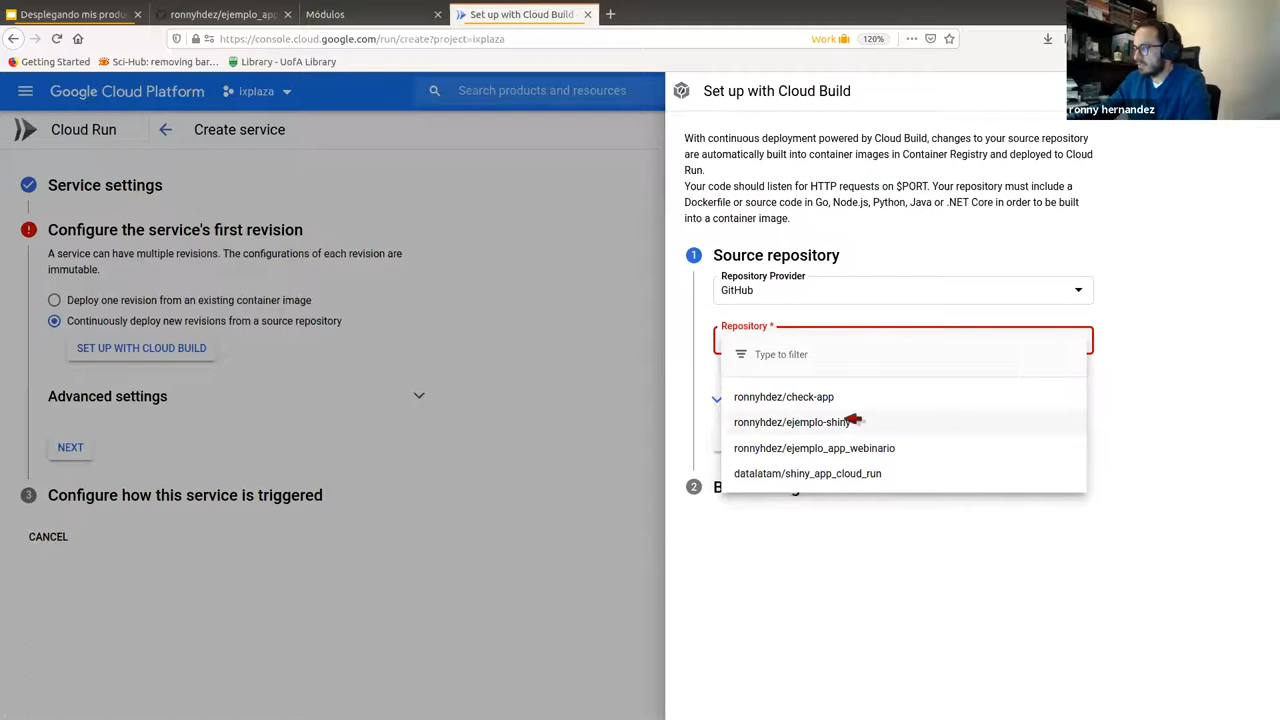 Desplegando mis produ
ronnyhdez/ejemplo_app
Módulos
Set up with Cloud Build
https://console.cloud.google.com/run/create?project=ixplaza
Work
120%
Getting Started
Sci-Hub: removing bar...
Library - UofA Library
Google Cloud Platform
ixplaza
Search products and resources
Cloud Run
Create service
Service settings
Configure the service's first revision
A service can have multiple revisions. The configurations of each revision are
immutable.
Deploy one revision from an existing container image
Continuously deploy new revisions from a source repository
SET UP WITH CLOUD BUILD
Advanced settings
NEXT
3
Configure how this service is triggered
CANCEL
Set up with Cloud Build
With continuous deployment powered by Cloud Build, changes to your source repository
are automatically built into container images in Container Registry and deployed to Cloud
Run.
Your code should listen for HTTP requests on $PORT. Your repository must include a
Dockerfile or source code in Go, Node.js, Python, Java or .NET Core in order to be built
into a container image.
1
Source repository
Repository Provider
GitHub
Repository *
Type to filter
ronnyhdez/check-app
ronnyhdez/ejemplo-shiny
ronnyhdez/ejemplo_app_webinario
datalatam/shiny_app_cloud_run
2
ronny hernandez